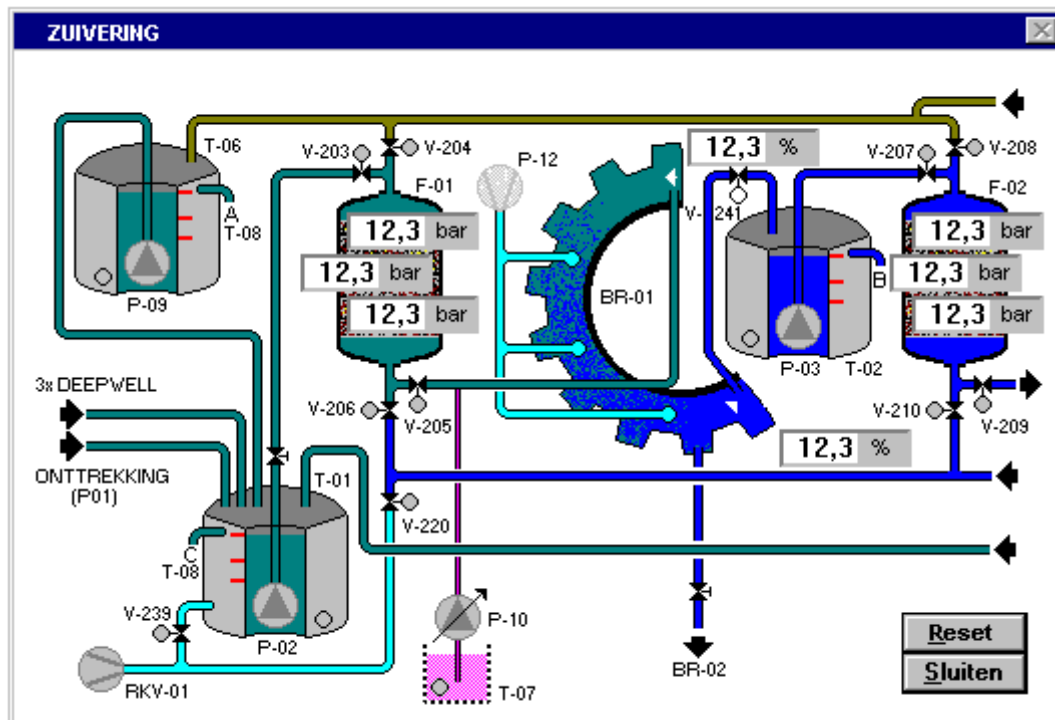 ZUIVERING
T-06
V-203
V-204
P-12
12,3 %
V-207
V-208
F-01
F-02
A
T-08
V-241
12,3 bar
12,3 bar
12,3 bar
12,3 bar
12,3 bar
12,3 bar
B
BR-01
P-09
P-03
T-02
3x DEEPWELL
V-206
V-205
V-210
V-209
12,3 %
ONTTREKKING
(P01)
T-01
V-220
C
T-08
V-239
P-02
P-10
Reset
BR-02
Sluiten
RKV-01
T-07